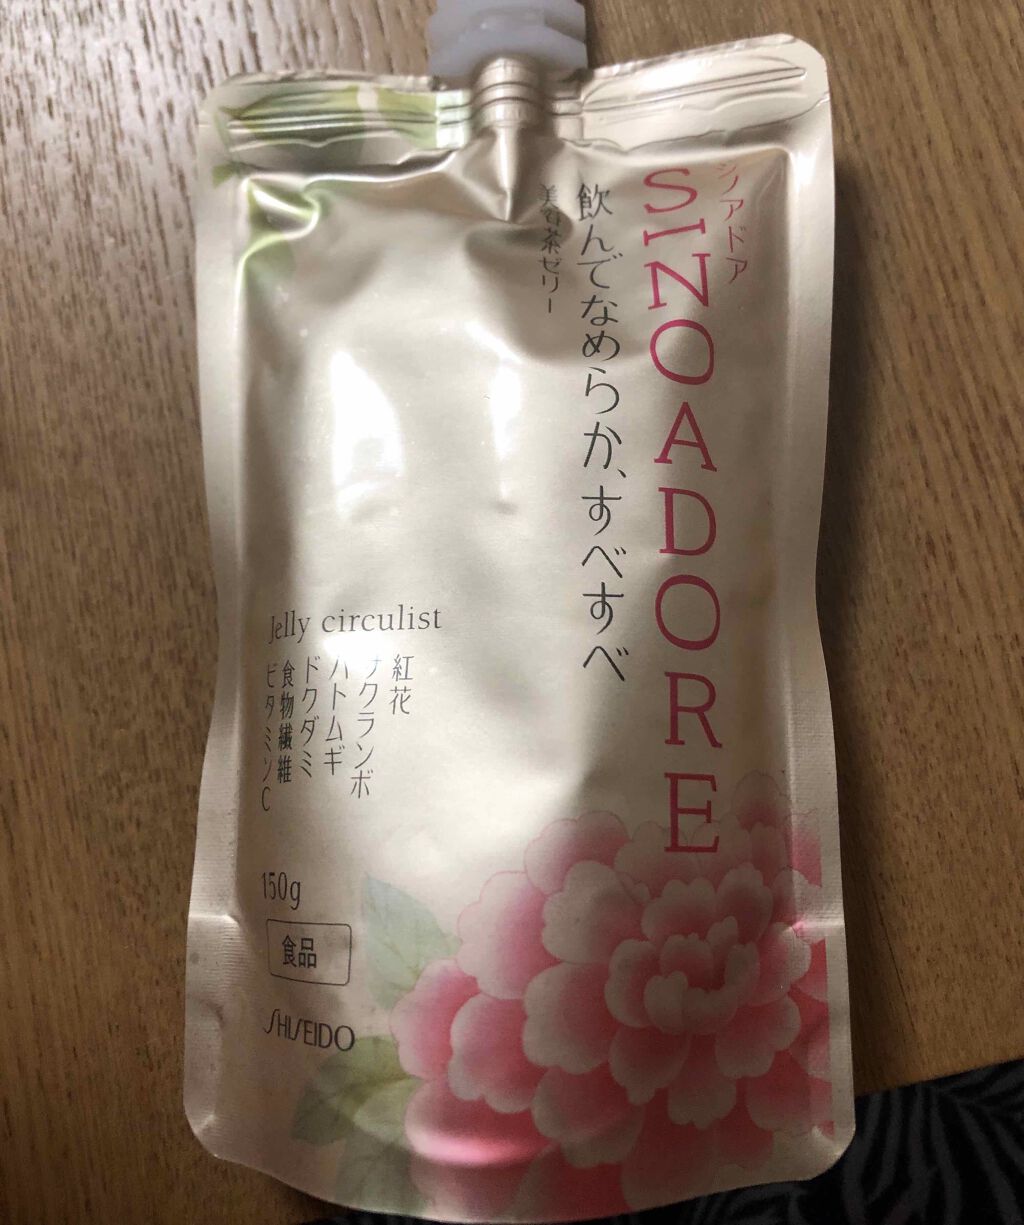 シノアドア
SINOADORE
飲んでなめらか、すべすべ
美容茶ゼリー
Jelly circulist
紅花
サクランボ
ハトムギ
ドクダミ
食物繊維
ビタミンC
150g
食品
SHISEIDO